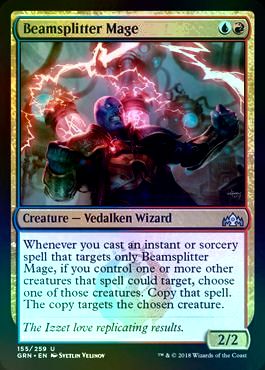 Beamsplitter Mage
Creature — Vedalken Wizard
Whenever you cast an instant or sorcery
spell that targets only Beamsplitter
Mage, if you control one or more other
creatures that spell could target, choose
one of those creatures. Copy that spell.
The copy targets the chosen creature.
The Izzet love replicating results.
2/2
155/259 U
GRN • EN Svetlin Velinov
™ & © 2018 Wizards of the Coast